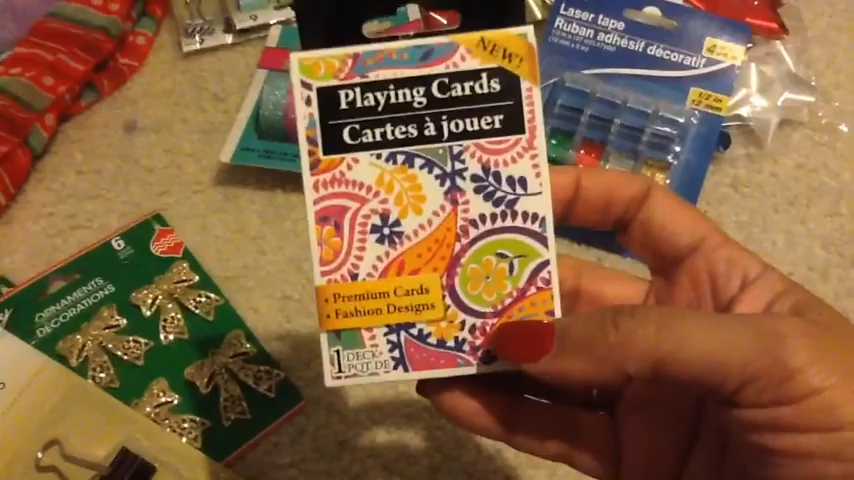 Playing Cards
Cartes à jouer
NEW!
• Premium Cards
• Fashion Designs
1 DECK
PQT DE
Laser tape
Ruban adhésif décoratif
1/2 in
12 mm
6
ORNAMENTS
DECORATIONS